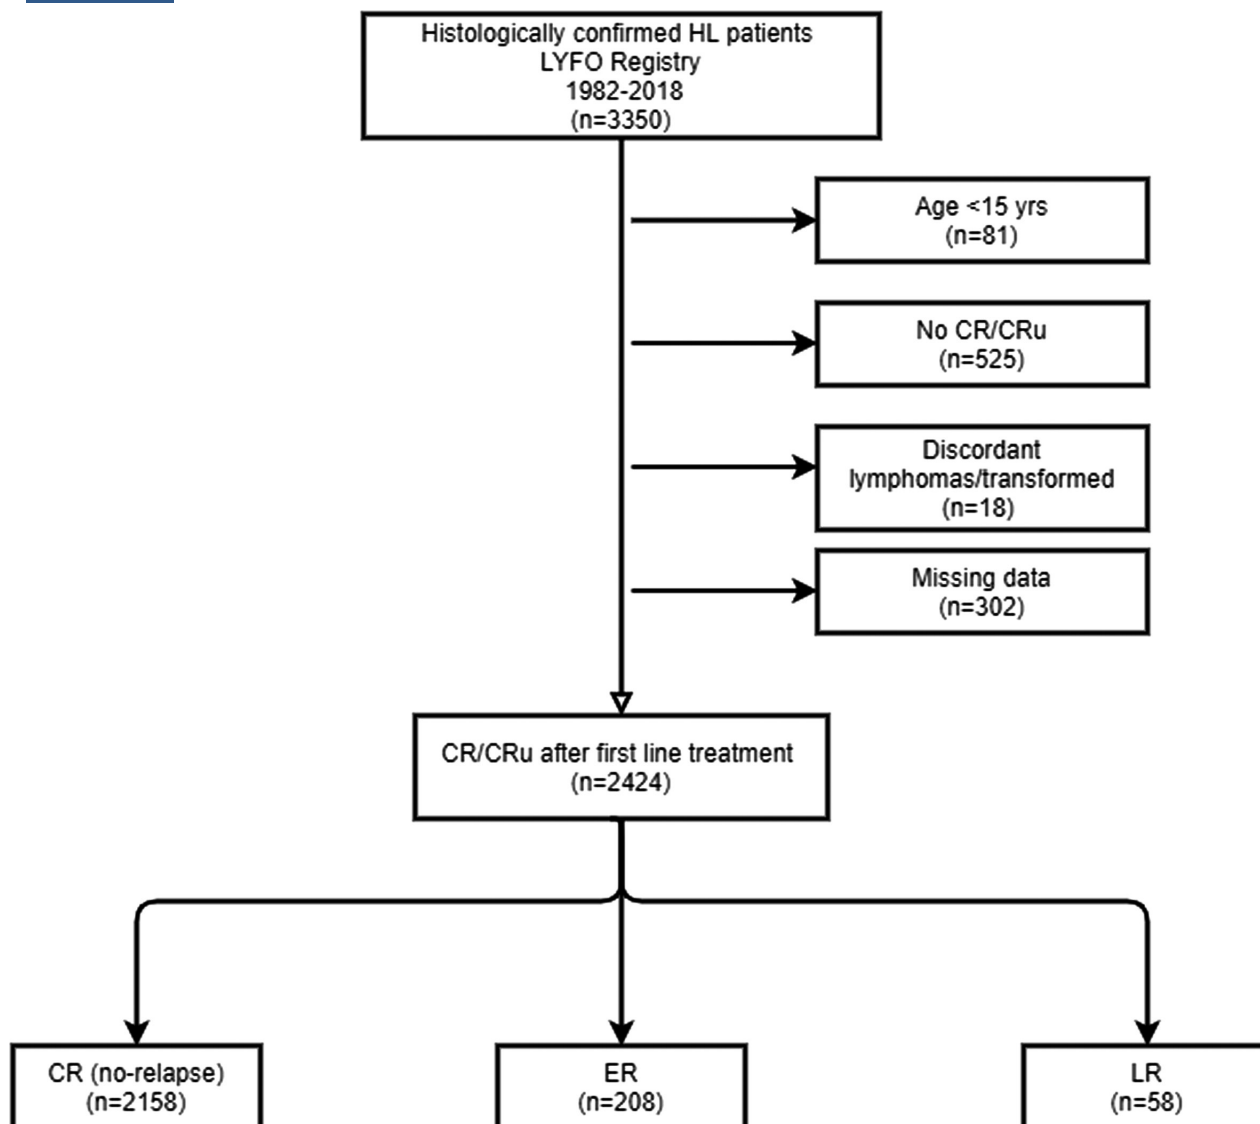 Histologically confirmed HL patients
LYFO Registry
1982-2018
(n=3350)
Age <15 yrs
(n=81)
No CR/CRu
(n=525)
Discordant
lymphomas/transformed
(n=18)
Missing data
(n=302)
CR/CRu after first line treatment
(n=2424)
CR (no-relapse)
(n=2158)
ER
(n=208)
LR
(n=58)